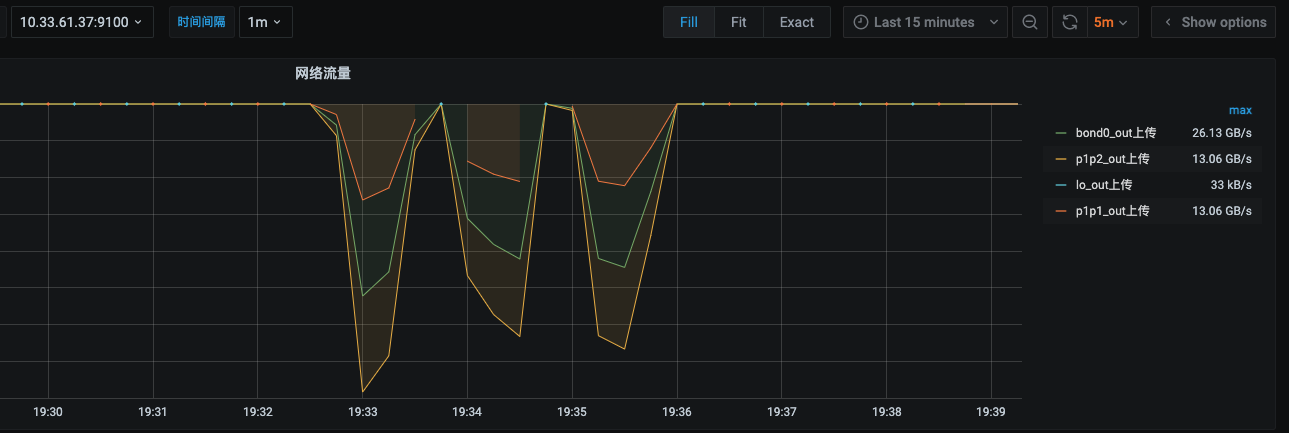 10.33.61.37:9100 时间间隔 1m Fill Fit Exact Last 15 minutes 5m Show options
网络流量
max
bond0_out上传 26.13 GB/s
p1p2_out上传 13.06 GB/s
lo_out上传 33 kB/s
p1p1_out上传 13.06 GB/s
19:30 19:31 19:32 19:33 19:34 19:35 19:36 19:37 19:38 19:39